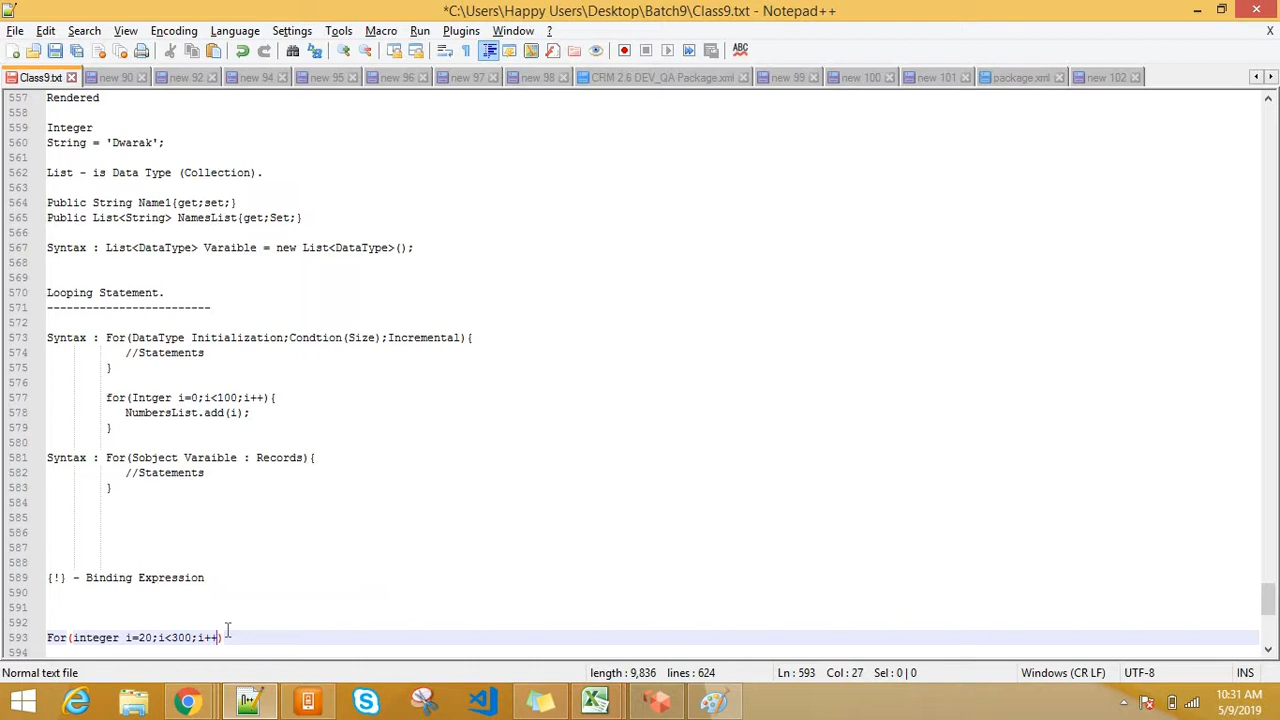 *C:\Users\Happy Users\Desktop\Batch9\Class9.txt - Notepad++
File Edit Search View Encoding Language Settings Tools Macro Run Plugins Window ? X
Class9.txt new 90 new 92 new 94 new 95 new 96 new 97 new 98 CRM 2.6 DEV_QA Package.xml new 99 new 100 new 101 package.xml new 102
557 Rendered
558
559 Integer
560 String = 'Dwarak';
561
562 List - is Data Type (Collection).
563
564 Public String Name1{get;set;}
565 Public List<String> NamesList{get;Set;}
566
567 Syntax : List<DataType> Varaible = new List<DataType>();
568
569
570 Looping Statement.
571 -------------------------
572
573 Syntax : For(DataType Initialization;Condtion(Size);Incremental){
574 //Statements
575 }
576
577 for(Intger i=0;i<100;i++){
578 NumbersList.add(i);
579 }
580
581 Syntax : For(Sobject Varaible : Records){
582 //Statements
583 }
584
585
586
587
588
589 {!} - Binding Expression
590
591
592
593 For(integer i=20;i<300;i++)
594
Normal text file length : 9,836 lines : 624 Ln : 593 Col : 27 Sel : 0 | 0 Windows (CR LF) UTF-8 INS
10:31 AM
5/9/2019